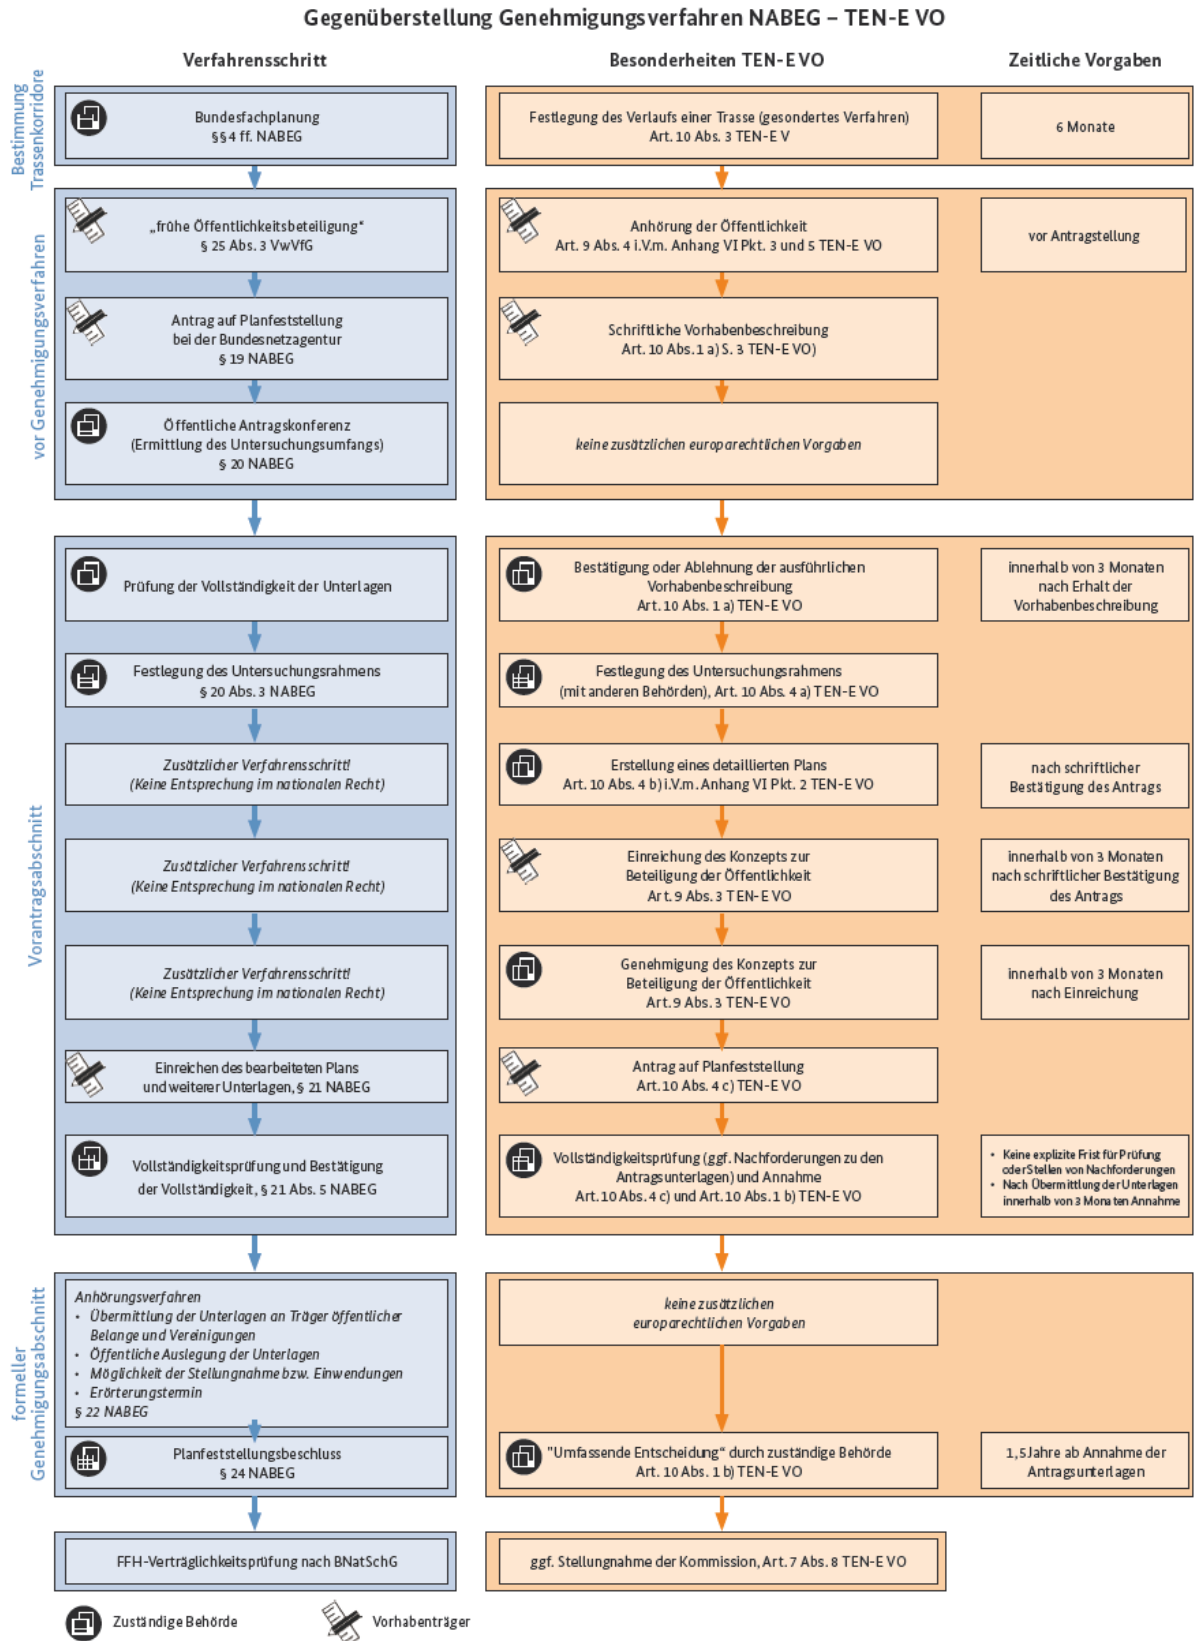 Gegenüberstellung Genehmigungsverfahren NABEG – TEN-E VO
Verfahrensschritt
Besonderheiten TEN-E VO
Zeitliche Vorgaben
Bestimmung
Trassenkorridore
Bundesfachplanung
§§ 4 ff. NABEG
Festlegung des Verlaufs einer Trasse (gesondertes Verfahren)
Art. 10 Abs. 3 TEN-E V
6 Monate
vor Genehmigungsverfahren
„frühe Öffentlichkeitsbeteiligung“
§ 25 Abs. 3 VwVfG
Anhörung der Öffentlichkeit
Art. 9 Abs. 4 i.V.m. Anhang VI Pkt. 3 und 5 TEN-E VO
vor Antragstellung
Antrag auf Planfeststellung
bei der Bundesnetzagentur
§ 19 NABEG
Schriftliche Vorhabenbeschreibung
Art. 10 Abs. 1 a) S. 3 TEN-E VO)
Öffentliche Antragskonferenz
(Ermittlung des Untersuchungsumfangs)
§ 20 NABEG
keine zusätzlichen europarechtlichen Vorgaben
Vorantragsabschnitt
Prüfung der Vollständigkeit der Unterlagen
Bestätigung oder Ablehnung der ausführlichen
Vorhabenbeschreibung
Art. 10 Abs. 1 a) TEN-E VO
innerhalb von 3 Monaten
nach Erhalt der
Vorhabenbeschreibung
Festlegung des Untersuchungsrahmens
§ 20 Abs. 3 NABEG
Festlegung des Untersuchungsrahmens
(mit anderen Behörden), Art. 10 Abs. 4 a) TEN-E VO
Zusätzlicher Verfahrensschritt!
(Keine Entsprechung im nationalen Recht)
Erstellung eines detaillierten Plans
Art. 10 Abs. 4 b) i.V.m. Anhang VI Pkt. 2 TEN-E VO
nach schriftlicher
Bestätigung des Antrags
Zusätzlicher Verfahrensschritt!
(Keine Entsprechung im nationalen Recht)
Einreichung des Konzepts zur
Beteiligung der Öffentlichkeit
Art. 9 Abs. 3 TEN-E VO
innerhalb von 3 Monaten
nach schriftlicher Bestätigung
des Antrags
Zusätzlicher Verfahrensschritt!
(Keine Entsprechung im nationalen Recht)
Genehmigung des Konzepts zur
Beteiligung der Öffentlichkeit
Art. 9 Abs. 3 TEN-E VO
innerhalb von 3 Monaten
nach Einreichung
Einreichen des bearbeiteten Plans
und weiterer Unterlagen, § 21 NABEG
Antrag auf Planfeststellung
Art. 10 Abs. 4 c) TEN-E VO
Vollständigkeitsprüfung und Bestätigung
der Vollständigkeit, § 21 Abs. 5 NABEG
Vollständigkeitsprüfung (ggf. Nachforderungen zu den
Antragsunterlagen) und Annahme
Art. 10 Abs. 4 c) und Art. 10 Abs. 1 b) TEN-E VO
• Keine explizite Frist für Prüfung
oder Stellen von Nachforderungen
• Nach Übermittlung der Unterlagen
innerhalb von 3 Monaten Annahme
formeller
Genehmigungsabschnitt
Anhörungsverfahren
• Übermittlung der Unterlagen an Träger öffentlicher
Belange und Vereinigungen
• Öffentliche Auslegung der Unterlagen
• Möglichkeit der Stellungnahme bzw. Einwendungen
• Erörterungstermin
§ 22 NABEG
keine zusätzlichen
europarechtlichen Vorgaben
Planfeststellungsbeschluss
§ 24 NABEG
"Umfassende Entscheidung“ durch zuständige Behörde
Art. 10 Abs. 1 b) TEN-E VO
1,5 Jahre ab Annahme der
Antragsunterlagen
FFH-Verträglichkeitsprüfung nach BNatSchG
ggf. Stellungnahme der Kommission, Art. 7 Abs. 8 TEN-E VO
Zuständige Behörde
Vorhabenträger